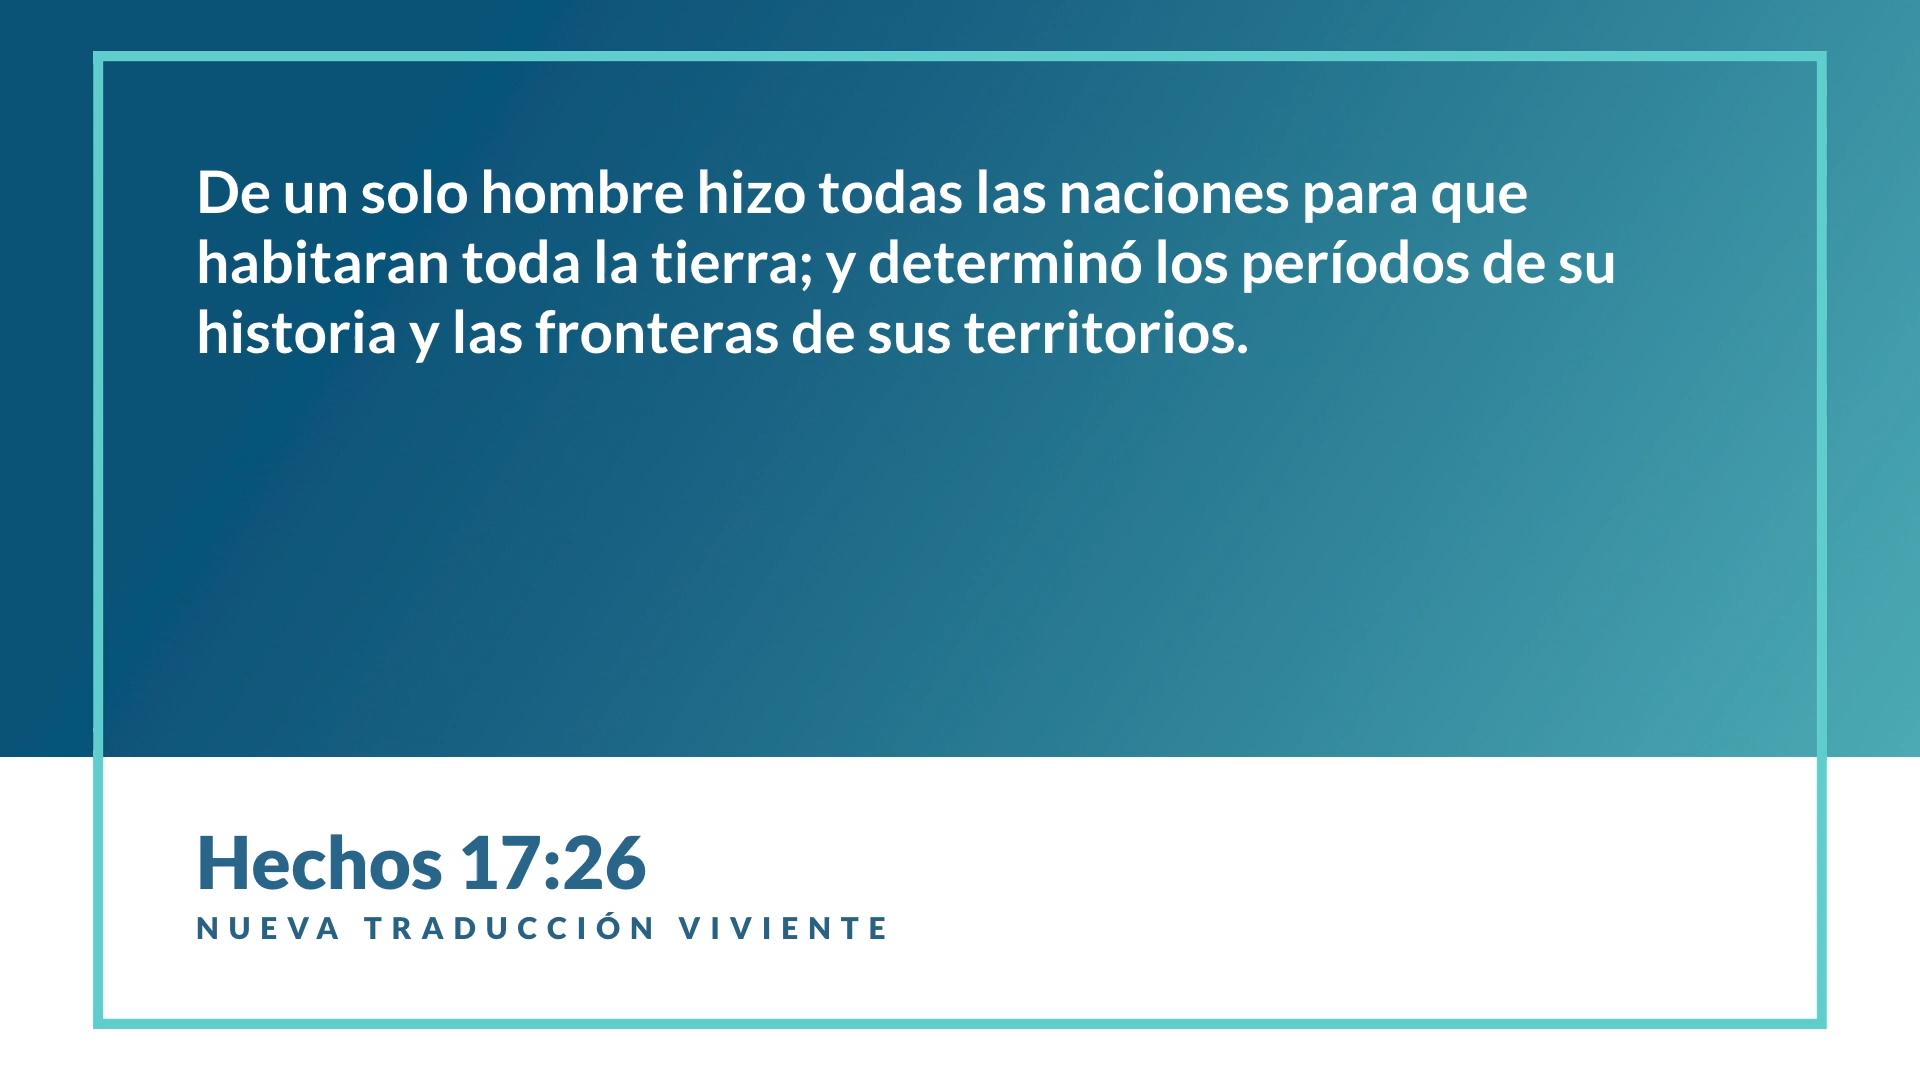 De un solo hombre hizo todas las naciones para que
habitaran toda la tierra; y determinó los períodos de su
historia y las fronteras de sus territorios.
Hechos 17:26
NUEVA TRADUCCIÓN VIVIENTE